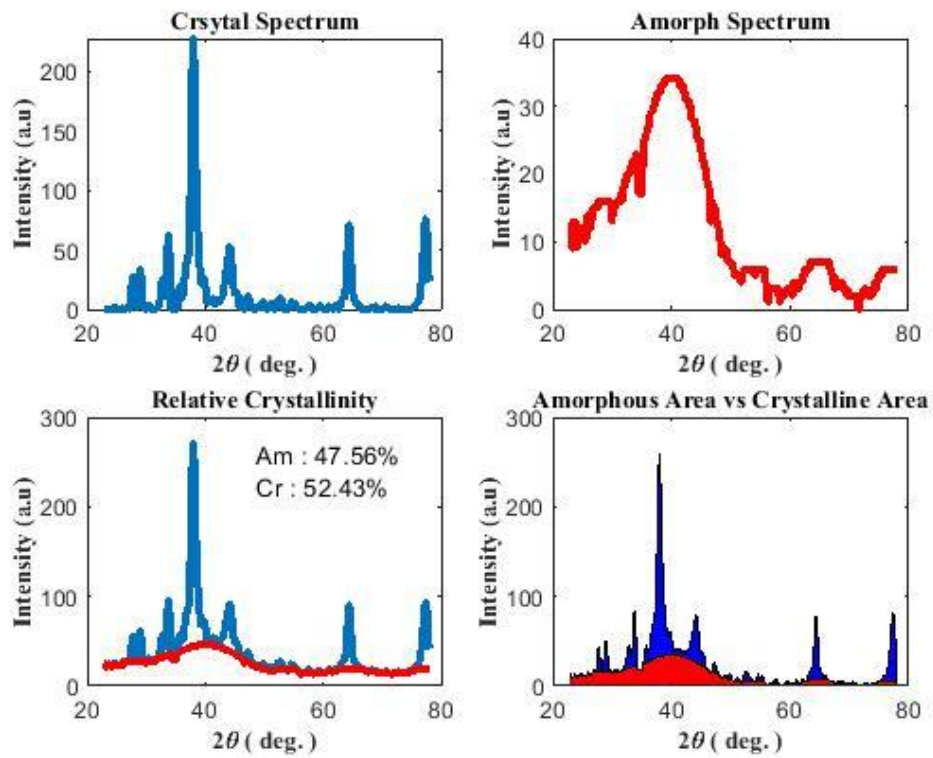 Crsytal Spectrum
Intensity (a.u)
200
150
100
50
0
20 40 60 80
2θ ( deg. )
Amorph Spectrum
Intensity (a.u)
40
30
20
10
0
20 40 60 80
2θ ( deg. )
Relative Crystallinity
Intensity (a.u)
300
200
100
0
Am : 47.56%
Cr : 52.43%
20 40 60 80
2θ ( deg. )
Amorphous Area vs Crystalline Area
Intensity (a.u)
300
200
100
0
20 40 60 80
2θ ( deg. )